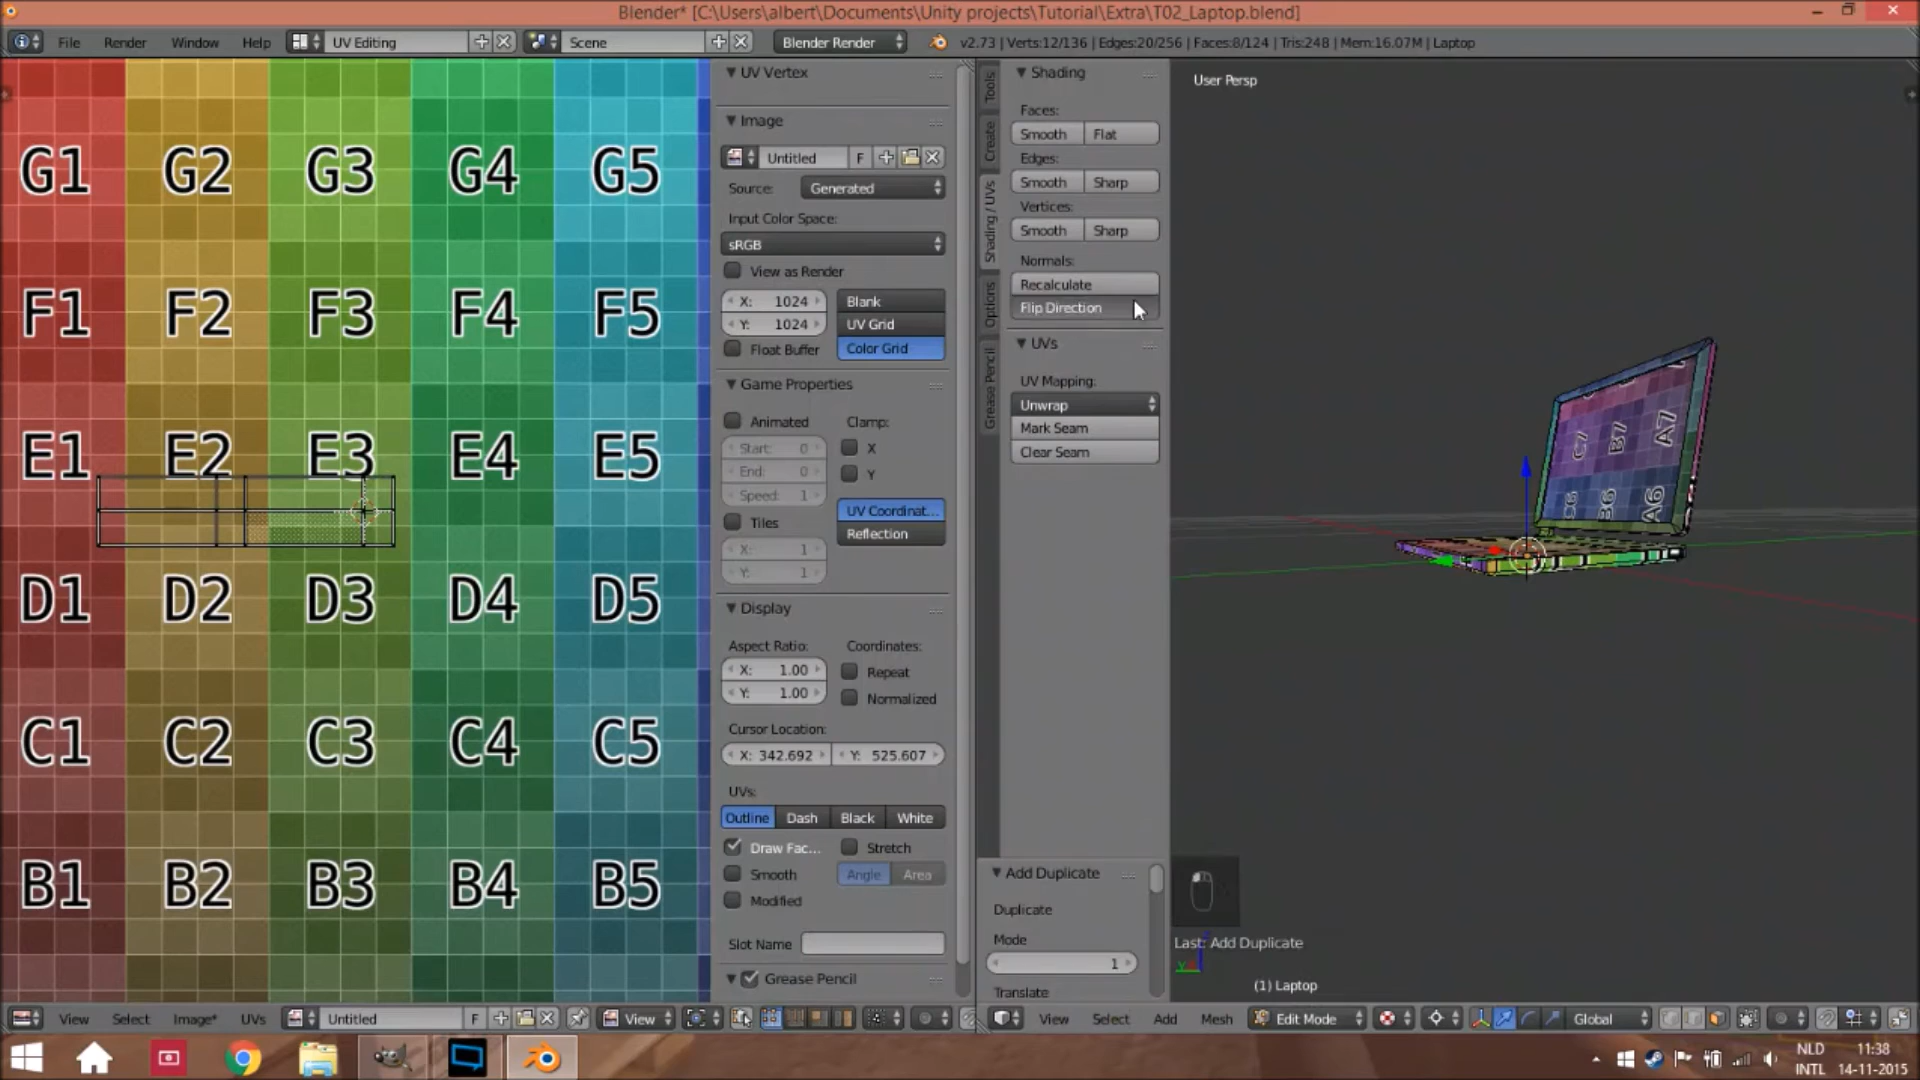 Blender* [C:\Users\albert\Documents\Unity projects\Tutorial\Extra\T02_Laptop.blend]
File Render Window Help UV Editing Scene Blender Render v2.73 | Verts:12/136 | Edges:20/256 | Faces:8/124 | Tris:248 | Mem:16.07M | Laptop
G1 G2 G3 G4 G5
F1 F2 F3 F4 F5
E1 E2 E3 E4 E5
D1 D2 D3 D4 D5
C1 C2 C3 C4 C5
B1 B2 B3 B4 B5
UV Vertex
Image
Untitled F
Source: Generated
Input Color Space:
sRGB
View as Render
X: 1024 Blank
Y: 1024 UV Grid
Float Buffer Color Grid
Game Properties
Animated Clamp:
Start: 0 X
End: 0 Y
Speed: 1
UV Coordinat...
Tiles Reflection
X: 1
Y: 1
Display
Aspect Ratio: Coordinates:
X: 1.00 Repeat
Y: 1.00 Normalized
Cursor Location:
X: 342.692 Y: 525.607
UVs:
Outline Dash Black White
Draw Fac... Stretch
Smooth Angle Area
Modified
Slot Name
Grease Pencil
Tools
Create
Shading / UVs
Options
Grease Pencil
Shading
Faces:
Smooth Flat
Edges:
Smooth Sharp
Vertices:
Smooth Sharp
Normals:
Recalculate
Flip Direction
UVs
UV Mapping:
Unwrap
Mark Seam
Clear Seam
Add Duplicate
Duplicate
Mode
1
Translate
User Persp
C7 B7 A7
C6 B6 A6
Last: Add Duplicate
(1) Laptop
View Select Image* UVs Untitled F View
View Select Add Mesh Edit Mode Global
NLD 11:38
INTL 14-11-2015